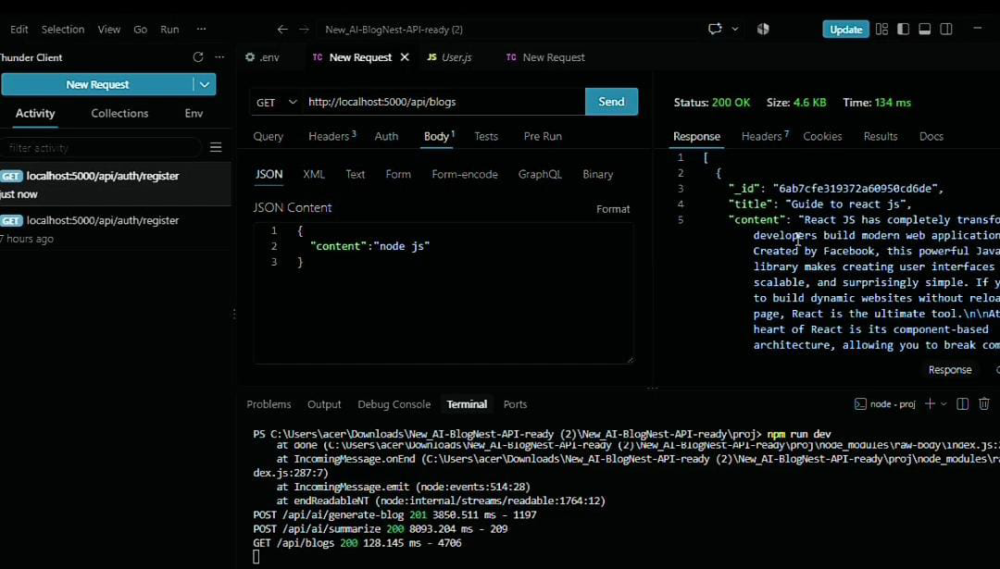 Edit Selection View Go Run ··· ← → New_AI-BlogNest-API-ready (2) Update
Thunder Client
.env TC New Request × JS User.js TC New Request
New Request
Activity Collections Env
filter activity
GET localhost:5000/api/auth/register
just now
GET localhost:5000/api/auth/register
7 hours ago
GET http://localhost:5000/api/blogs Send
Query Headers 3 Auth Body 1 Tests Pre Run
JSON XML Text Form Form-encode GraphQL Binary
JSON Content Format
1 {
2 "content":"node js"
3 }
Status: 200 OK Size: 4.6 KB Time: 134 ms
Response Headers 7 Cookies Results Docs
1 [
2 {
3 "_id": "6ab7cfe319372a60950cd6de",
4 "title": "Guide to react js",
5 "content": "React JS has completely transfo
developers build modern web application
Created by Facebook, this powerful Java
library makes creating user interfaces
scalable, and surprisingly simple. If y
to build dynamic websites without reloa
page, React is the ultimate tool.\n\nAt
heart of React is its component-based
architecture, allowing you to break com
Response
Problems Output Debug Console Terminal Ports node - proj
PS C:\Users\acer\Downloads\New_AI-BlogNest-API-ready (2)\New_AI-BlogNest-API-ready\proj> npm run dev
at done (C:\Users\acer\Downloads\New_AI-BlogNest-API-ready (2)\New_AI-BlogNest-API-ready\proj\node_modules\raw-body\index.js:
at IncomingMessage.onEnd (C:\Users\acer\Downloads\New_AI-BlogNest-API-ready (2)\New_AI-BlogNest-API-ready\proj\node_modules\ra
dex.js:287:7)
at IncomingMessage.emit (node:events:514:28)
at endReadableNT (node:internal/streams/readable:1764:12)
POST /api/ai/generate-blog 201 3850.511 ms - 1197
POST /api/ai/summarize 200 8093.204 ms - 209
GET /api/blogs 200 128.145 ms - 4706